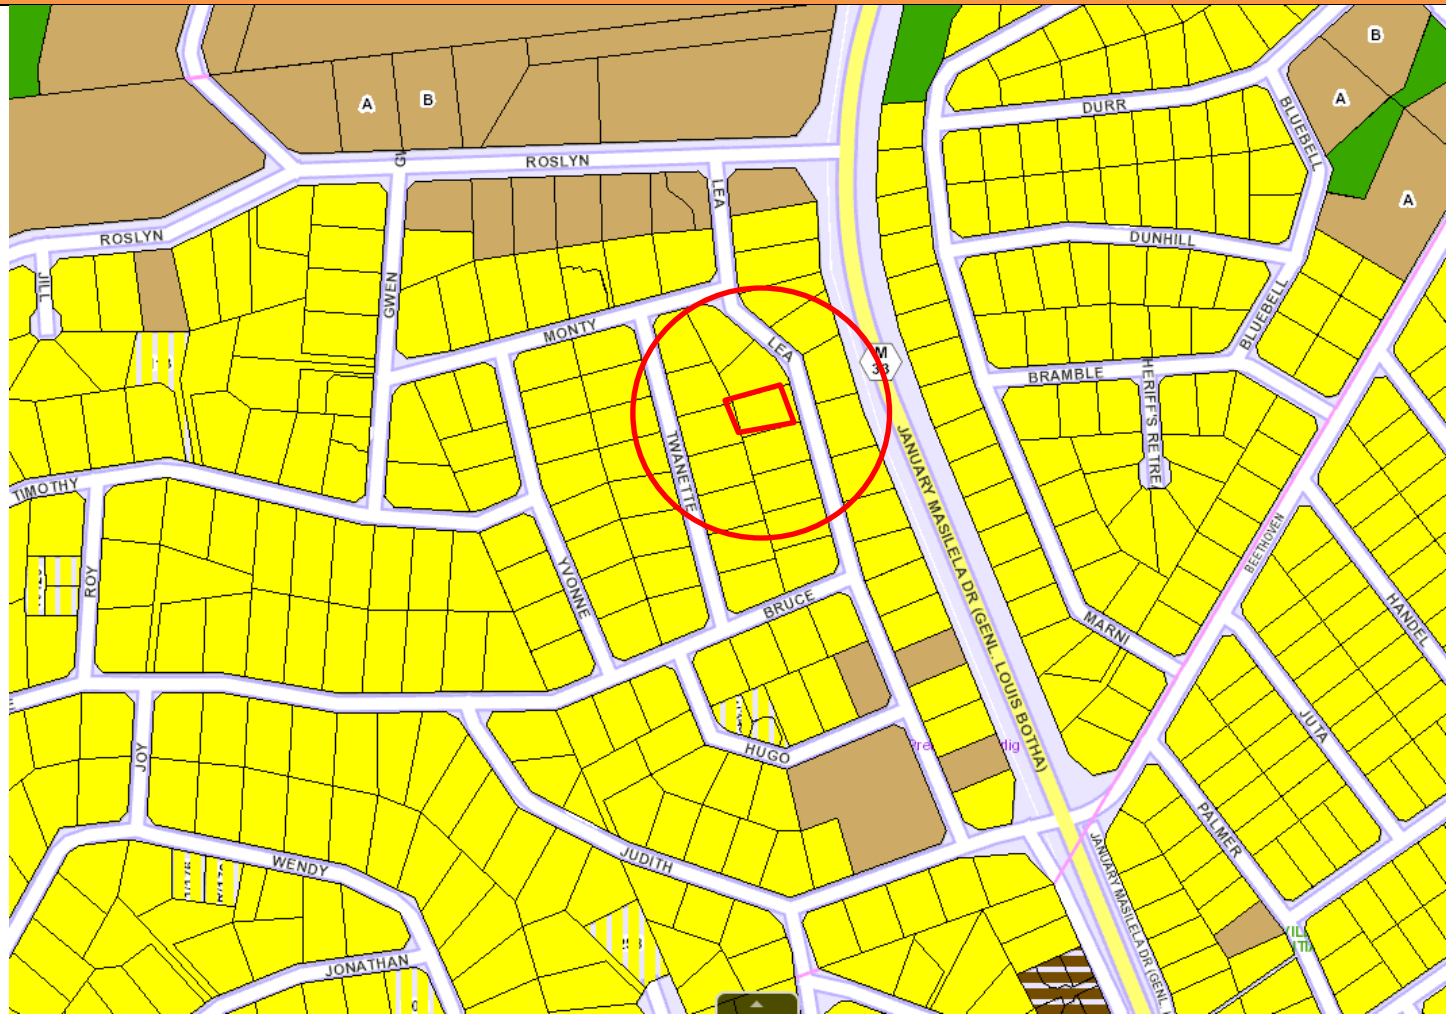 B
A
B
A
DURR
BLUEBELL
ROSLYN
LEA
A
ROSLYN
DUNHILL
JILL
GWEN
BLUEBELL
MONTY
LEA
M
33
BRAMBLE
TIMOTHY
TWANETTE
JANUARY MASILELA DR (GENL. LOUIS BOTHA)
BEETHOVEN
ROY
YVONNE
BRUCE
MARNI
HANDEL
JUTA
JOY
HUGO
PALMER
JUDITH
WENDY
JONATHAN
JANUARY MASILELA DR (GENL